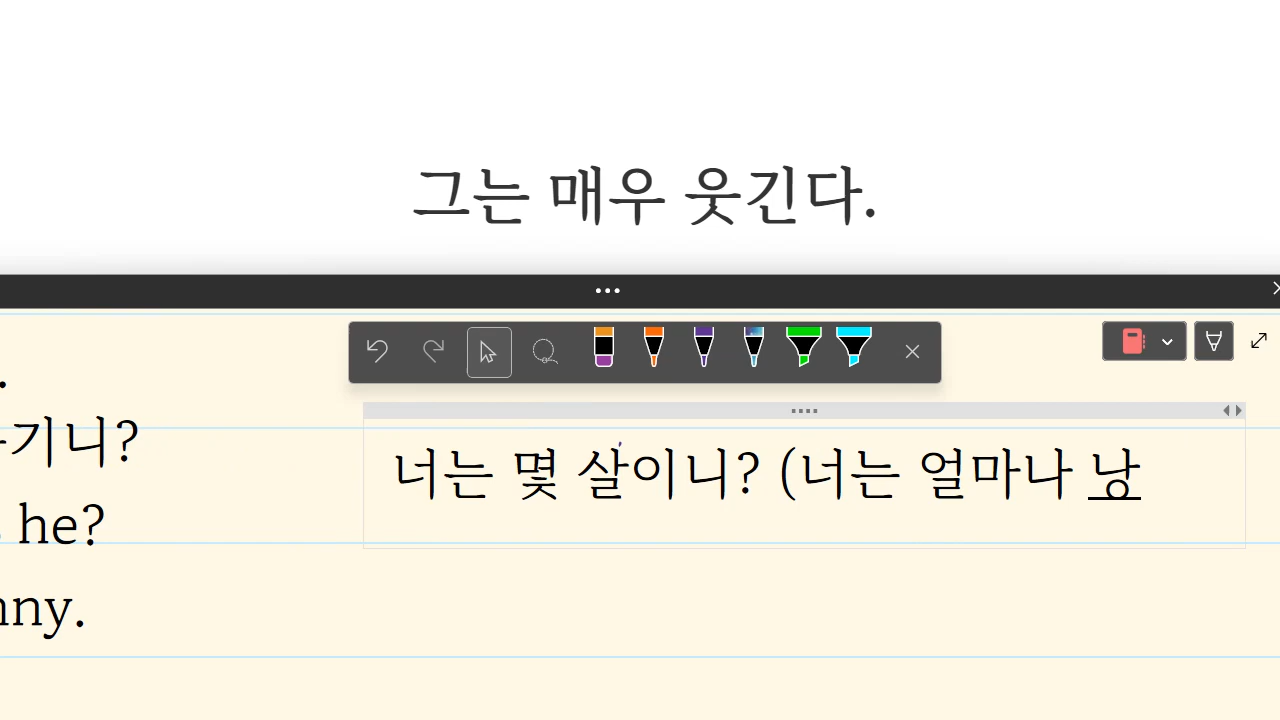 그는 매우 웃긴다.
.
기니?
he?
nny.
너는 몇 살이니? (너는 얼마나 낭